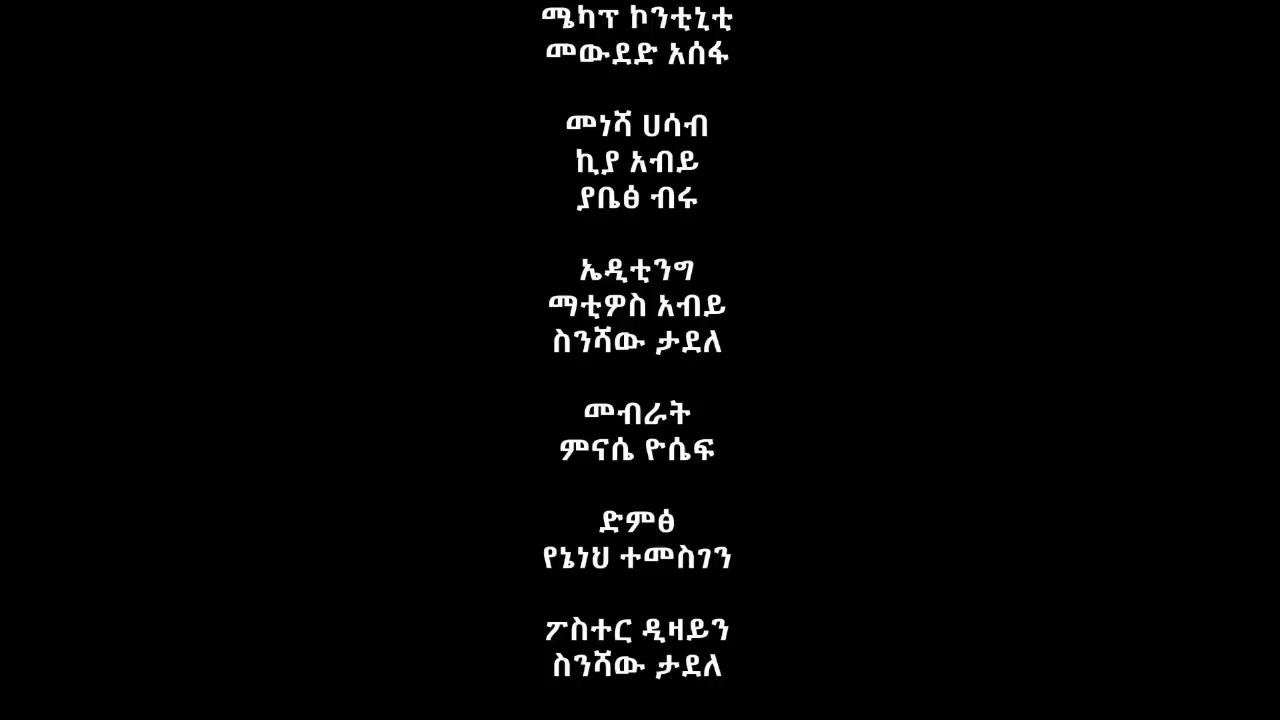 ሜካፕ ኮንቲኒቲ
መውደድ አሰፋ
መነሻ ሀሳብ
ኪያ አብይ
ያቤፅ ብሩ
ኤዲቲንግ
ማቲዎስ አብይ
ስንሻው ታደለ
መብራት
ምናሴ ዮሴፍ
ድምፅ
የኔነህ ተመስገን
ፖስተር ዲዛይን
ስንሻው ታደለ